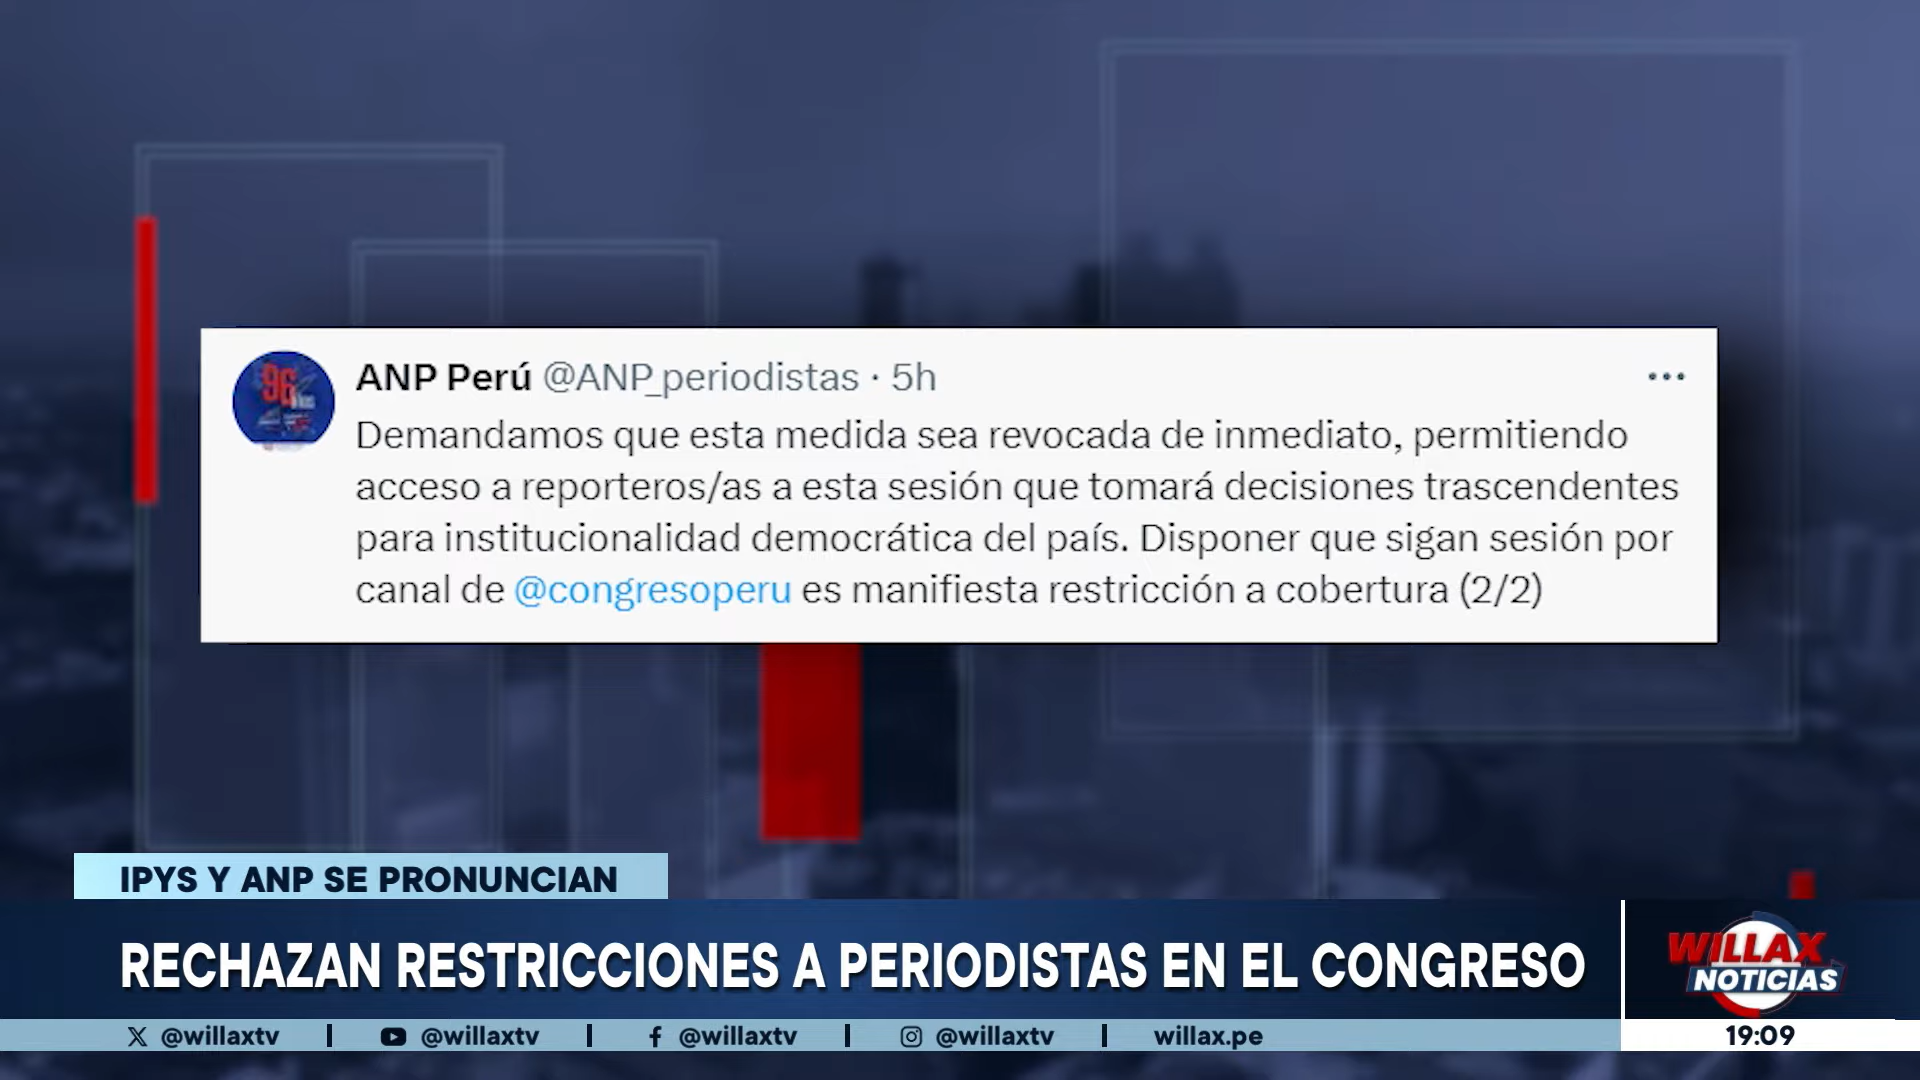 96
ANP Perú @ANP_periodistas · 5h
Demandamos que esta medida sea revocada de inmediato, permitiendo
acceso a reporteros/as a esta sesión que tomará decisiones trascendentes
para institucionalidad democrática del país. Disponer que sigan sesión por
canal de @congresoperu es manifiesta restricción a cobertura (2/2)
IPYS Y ANP SE PRONUNCIAN
RECHAZAN RESTRICCIONES A PERIODISTAS EN EL CONGRESO
WILLAX
NOTICIAS
@willaxtv | @willaxtv | @willaxtv | @willaxtv | willax.pe
19:09